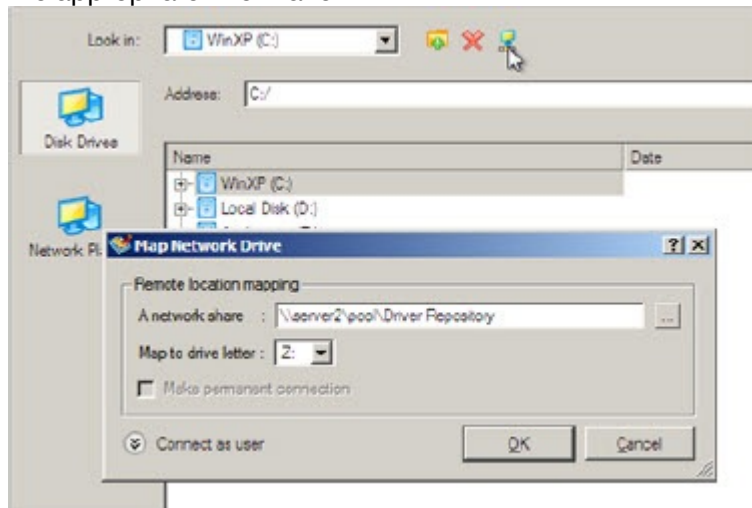 Look in: WinXP (C:)
Address: C:/
Disk Drives
Name Date
WinXP (C:)
Local Disk (D:)
Network Pl
Map Network Drive
Remote location mapping
A network share : \\server2\pool\Driver Repository ...
Map to drive letter : Z:
Make permanent connection
Connect as user OK Cancel